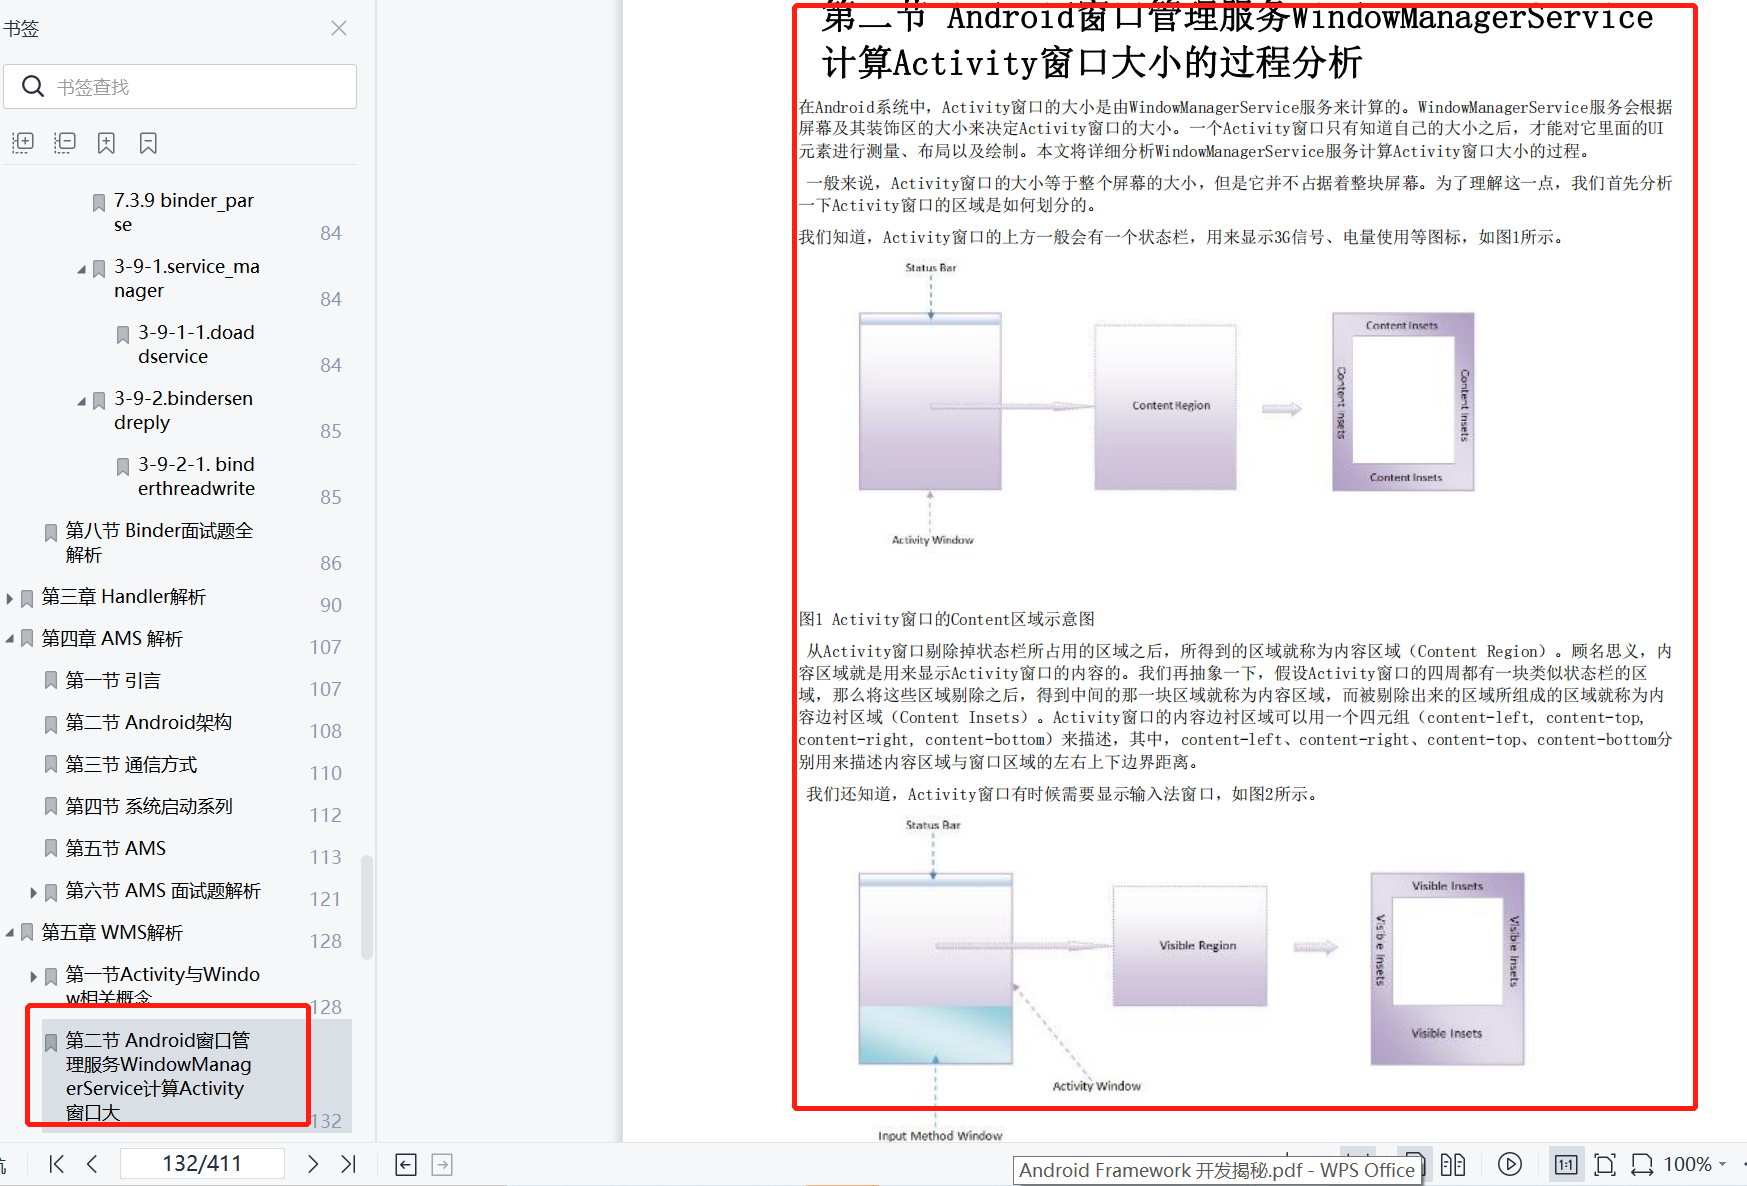 书签
书签查找
7.3.9 binder_par
se
84
3-9-1.service_ma
nager
84
3-9-1-1.doad
dservice
84
3-9-2.bindersen
dreply
85
3-9-2-1. bind
erthreadwrite
85
第八节 Binder面试题全
解析
86
第三章 Handler解析
90
第四章 AMS 解析
107
第一节 引言
107
第二节 Android架构
108
第三节 通信方式
110
第四节 系统启动系列
112
第五节 AMS
113
第六节 AMS 面试题解析
121
第五章 WMS解析
128
第一节Activity与Windo
w相关概念
128
第二节 Android窗口管
理服务WindowManag
erService计算Activity
窗口大
132
第二节 Android窗口管理服务WindowManagerService
计算Activity窗口大小的过程分析
在Android系统中，Activity窗口的大小是由WindowManagerService服务来计算的。WindowManagerService服务会根据
屏幕及其装饰区的大小来决定Activity窗口的大小。一个Activity窗口只有知道自己的大小之后，才能对它里面的UI
元素进行测量、布局以及绘制。本文将详细分析WindowManagerService服务计算Activity窗口大小的过程。
一般来说，Activity窗口的大小等于整个屏幕的大小，但是它并不占据着整块屏幕。为了理解这一点，我们首先分析
一下Activity窗口的区域是如何划分的。
我们知道，Activity窗口的上方一般会有一个状态栏，用来显示3G信号、电量使用等图标，如图1所示。
Status Bar
Content Region
Content Insets
Content Insets
Content Insets
Content Insets
Activity Window
图1 Activity窗口的Content区域示意图
从Activity窗口剔除掉状态栏所占用的区域之后，所得到的区域就称为内容区域（Content Region）。顾名思义，内
容区域就是用来显示Activity窗口的内容的。我们再抽象一下，假设Activity窗口的四周都有一块类似状态栏的区
域，那么将这些区域剔除之后，得到中间的那一块区域就称为内容区域，而被剔除出来的区域所组成的区域就称为内
容边衬区域（Content Insets）。Activity窗口的内容边衬区域可以用一个四元组（content-left, content-top,
content-right, content-bottom）来描述，其中，content-left、content-right、content-top、content-bottom分
别用来描述内容区域与窗口区域的左右上下边界距离。
我们还知道，Activity窗口有时候需要显示输入法窗口，如图2所示。
Status Bar
Visible Region
Visible Insets
Visible Insets
Visible Insets
Visible Insets
Activity Window
Input Method Window
132/411
Android Framework 开发揭秘.pdf - WPS Office
1:1
100%